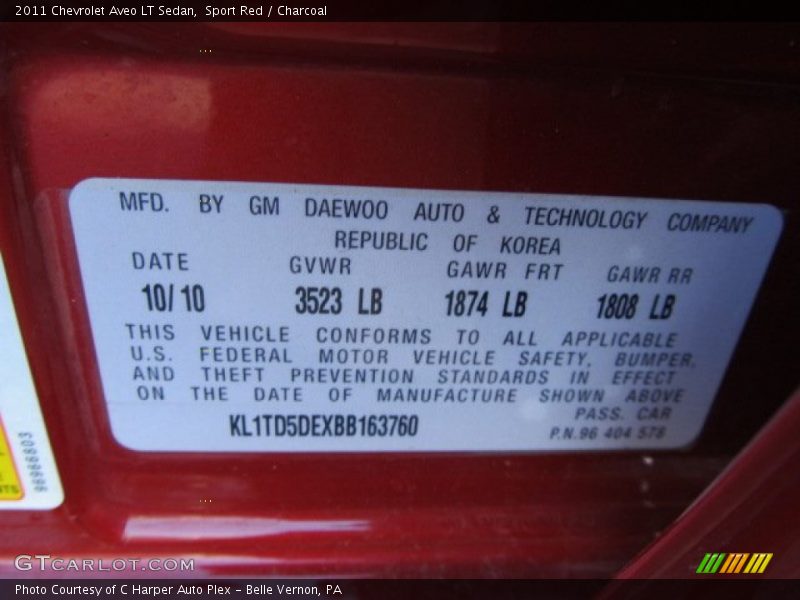 2011 Chevrolet Aveo LT Sedan, Sport Red / Charcoal
MFD. BY GM DAEWOO AUTO & TECHNOLOGY COMPANY
REPUBLIC OF KOREA
DATE GVWR GAWR FRT GAWR RR
10/10 3523 LB 1874 LB 1808 LB
THIS VEHICLE CONFORMS TO ALL APPLICABLE
U.S. FEDERAL MOTOR VEHICLE SAFETY, BUMPER,
AND THEFT PREVENTION STANDARDS IN EFFECT
ON THE DATE OF MANUFACTURE SHOWN ABOVE
PASS. CAR
KL1TD5DEXBB163760
P.N.96 404 578
GTCARLOT.COM
Photo Courtesy of C Harper Auto Plex - Belle Vernon, PA